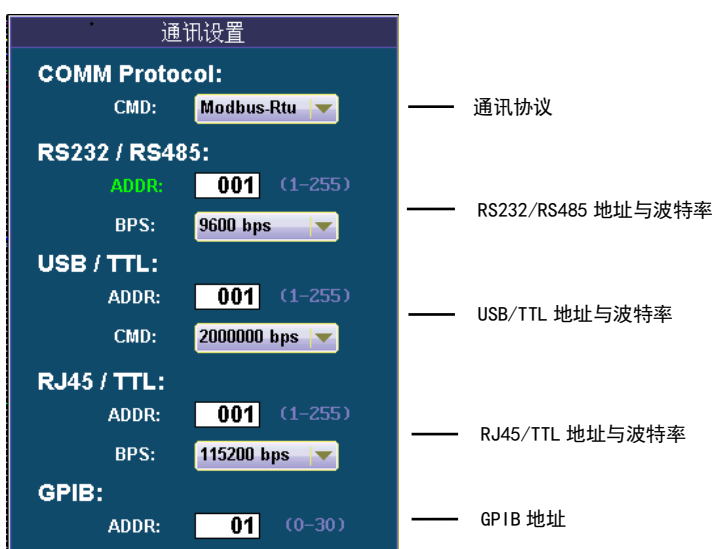 通讯设置
COMM Protocol:
CMD: Modbus-Rtu
通讯协议
RS232 / RS485:
ADDR: 001 (1-255)
BPS: 9600 bps
RS232/RS485 地址与波特率
USB / TTL:
ADDR: 001 (1-255)
CMD: 2000000 bps
USB/TTL 地址与波特率
RJ45 / TTL:
ADDR: 001 (1-255)
BPS: 115200 bps
RJ45/TTL 地址与波特率
GPIB:
ADDR: 01 (0-30)
GPIB 地址